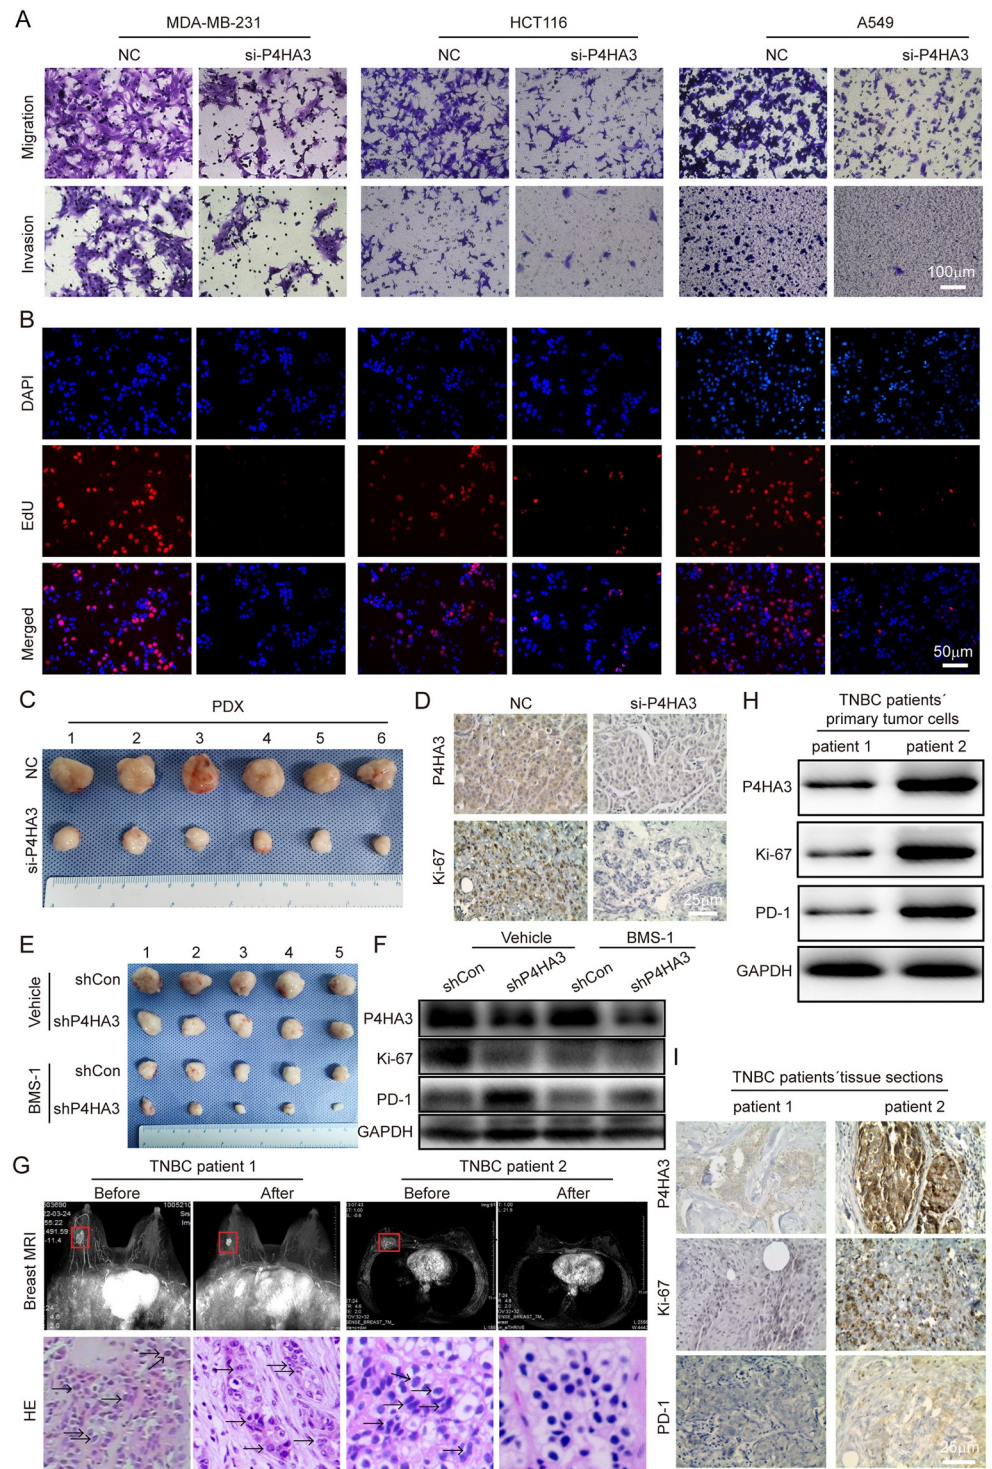 A
MDA-MB-231
HCT116
A549
NC
si-P4HA3
NC
si-P4HA3
NC
si-P4HA3
Migration
Invasion
100μm
B
DAPI
EdU
Merged
50μm
C
PDX
1 2 3 4 5 6
NC
si-P4HA3
D
NC
si-P4HA3
P4HA3
Ki-67
25μm
H
TNBC patients´
primary tumor cells
patient 1
patient 2
P4HA3
Ki-67
PD-1
GAPDH
E
1 2 3 4 5
Vehicle
shCon
shP4HA3
BMS-1
shCon
shP4HA3
F
Vehicle
BMS-1
shCon
shP4HA3
shCon
shP4HA3
P4HA3
Ki-67
PD-1
GAPDH
G
TNBC patient 1
TNBC patient 2
Before
After
Before
After
Breast MRI
HE
I
TNBC patients´tissue sections
patient 1
patient 2
P4HA3
Ki-67
PD-1
25μm